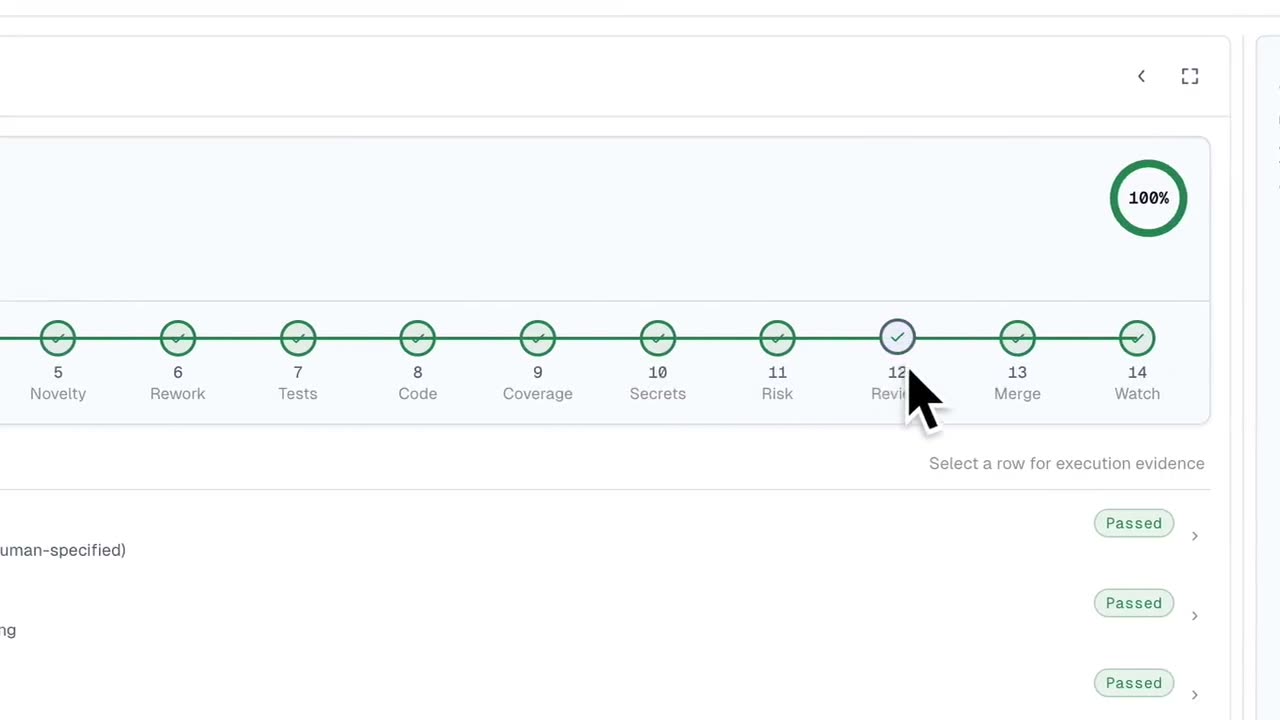 100%
5 6 7 8 9 10 11 12 13 14
Novelty Rework Tests Code Coverage Secrets Risk Merge Watch
Select a row for execution evidence
Passed
uman-specified)
Passed
ng
Passed